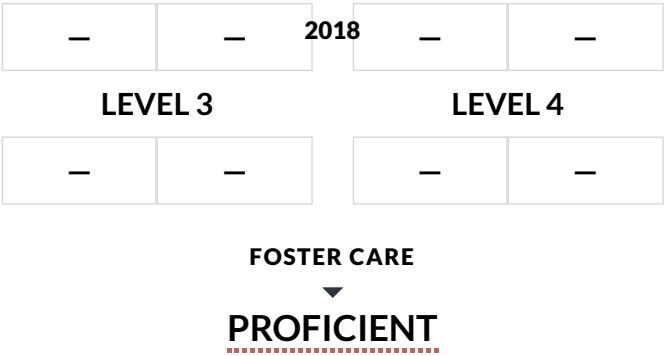 2018
– – – –
LEVEL 3 LEVEL 4
– – – –
FOSTER CARE
PROFICIENT